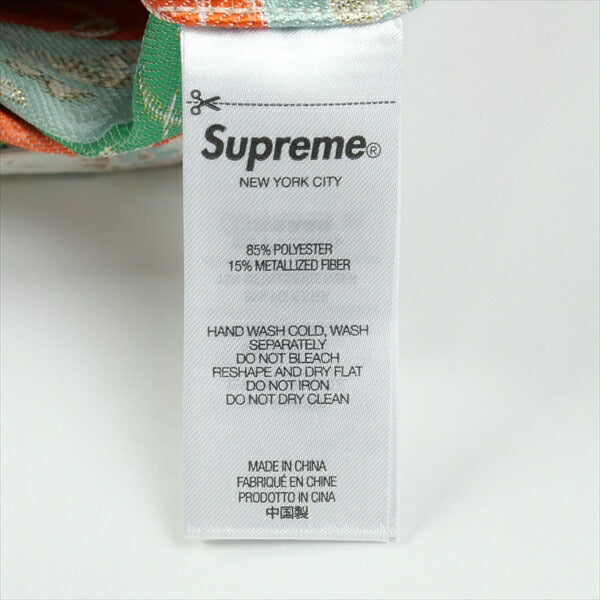 Supreme®
NEW YORK CITY
85% POLYESTER
15% METALLIZED FIBER
HAND WASH COLD, WASH
SEPARATELY
DO NOT BLEACH
RESHAPE AND DRY FLAT
DO NOT IRON
DO NOT DRY CLEAN
MADE IN CHINA
FABRIQUÉ EN CHINE
PRODOTTO IN CINA
中国製